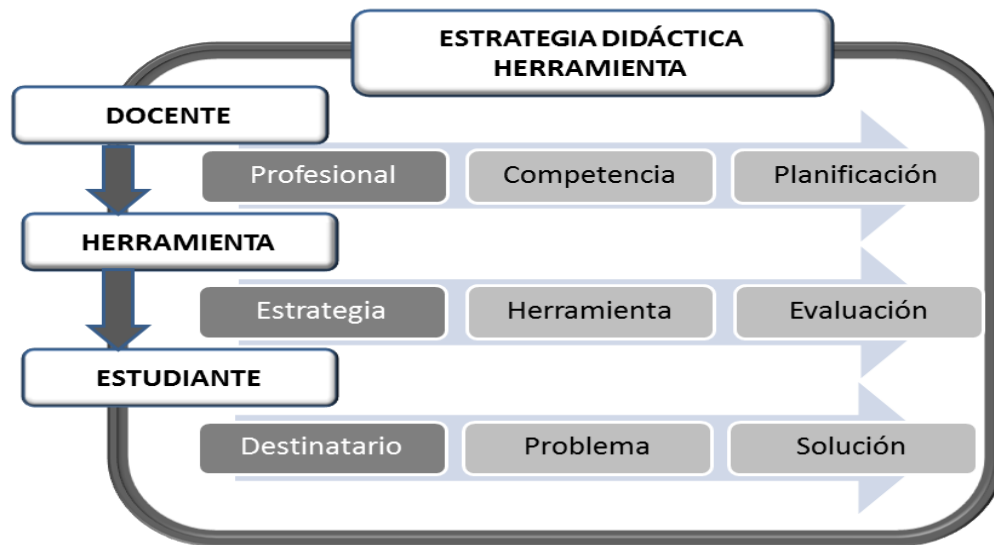 ESTRATEGIA DIDÁCTICA
HERRAMIENTA
DOCENTE
Profesional Competencia Planificación
HERRAMIENTA
Estrategia Herramienta Evaluación
ESTUDIANTE
Destinatario Problema Solución